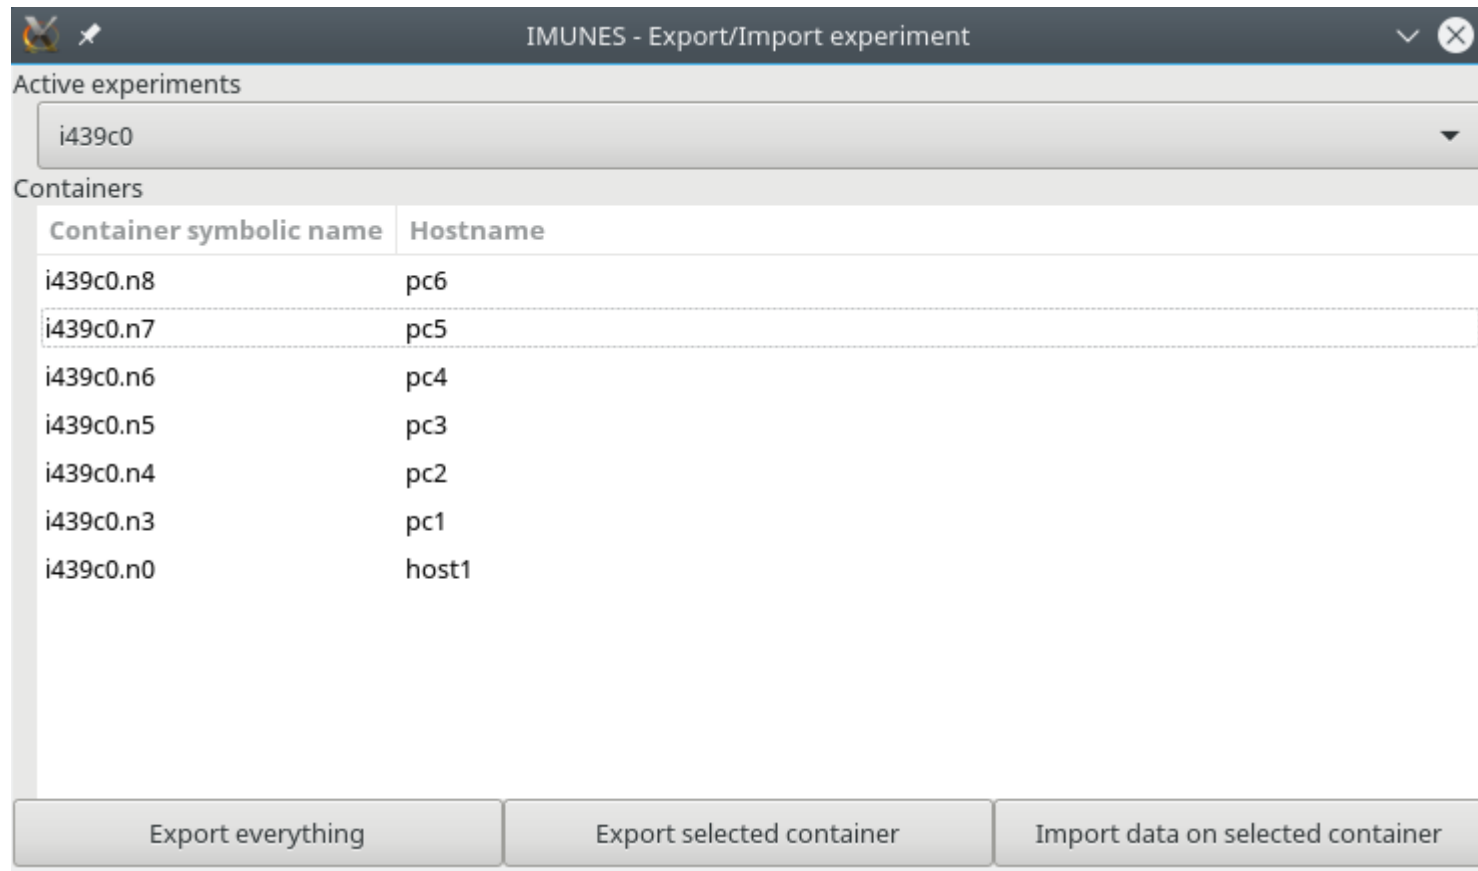 IMUNES - Export/Import experiment
Active experiments
i439c0
Containers
Container symbolic name Hostname
i439c0.n8 pc6
i439c0.n7 pc5
i439c0.n6 pc4
i439c0.n5 pc3
i439c0.n4 pc2
i439c0.n3 pc1
i439c0.n0 host1
Export everything Export selected container Import data on selected container